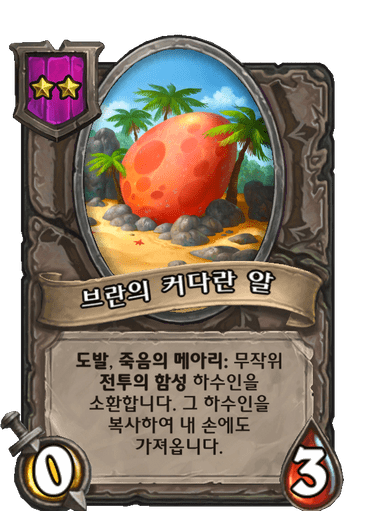 브란의 커다란 알
도발, 죽음의 메아리: 무작위
전투의 함성 하수인을
소환합니다. 그 하수인을
복사하여 내 손에도
가져옵니다.
0
3